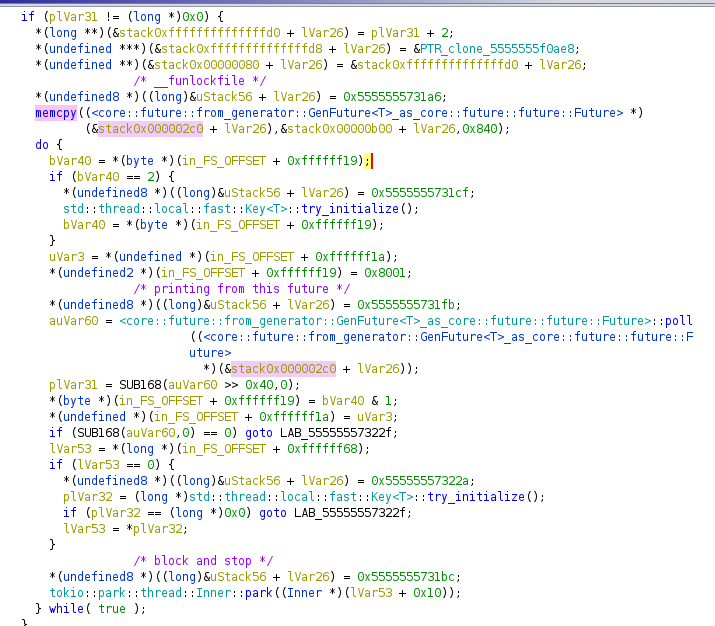 if (plVar31 != (long *)0x0) {
*(long **)(&stack0xffffffffffffffd0 + lVar26) = plVar31 + 2;
*(undefined ***)(&stack0xffffffffffffffd8 + lVar26) = &PTR_clone_5555555f0ae8;
*(undefined **)(&stack0x00000080 + lVar26) = &stack0xffffffffffffffd0 + lVar26;
/* __funlockfile */
*(undefined8 *)((long)&uStack56 + lVar26) = 0x5555555731a6;
memcpy((<core::future::from_generator::GenFuture<T>_as_core::future::future::Future> *)
(&stack0x000002c0 + lVar26),&stack0x00000b00 + lVar26,0x840);
do {
bVar40 = *(byte *)(in_FS_OFFSET + 0xffffff19);
if (bVar40 == 2) {
*(undefined8 *)((long)&uStack56 + lVar26) = 0x5555555731cf;
std::thread::local::fast::Key<T>::try_initialize();
bVar40 = *(byte *)(in_FS_OFFSET + 0xffffff19);
}
uVar3 = *(undefined *)(in_FS_OFFSET + 0xffffff1a);
*(undefined2 *)(in_FS_OFFSET + 0xffffff19) = 0x8001;
/* printing from this future */
*(undefined8 *)((long)&uStack56 + lVar26) = 0x5555555731fb;
auVar60 = <core::future::from_generator::GenFuture<T>_as_core::future::future::Future>::poll
((<core::future::from_generator::GenFuture<T>_as_core::future::future::F
uture>
*)(&stack0x000002c0 + lVar26));
plVar31 = SUB168(auVar60 >> 0x40,0);
*(byte *)(in_FS_OFFSET + 0xffffff19) = bVar40 & 1;
*(undefined *)(in_FS_OFFSET + 0xffffff1a) = uVar3;
if (SUB168(auVar60,0) == 0) goto LAB_55555557322f;
lVar53 = *(long *)(in_FS_OFFSET + 0xffffff68);
if (lVar53 == 0) {
*(undefined8 *)((long)&uStack56 + lVar26) = 0x55555557322a;
plVar32 = (long *)std::thread::local::fast::Key<T>::try_initialize();
if (plVar32 == (long *)0x0) goto LAB_55555557322f;
lVar53 = *plVar32;
}
/* block and stop */
*(undefined8 *)((long)&uStack56 + lVar26) = 0x5555555731bc;
tokio::park::thread::Inner::park((Inner *)(lVar53 + 0x10));
} while( true );
}